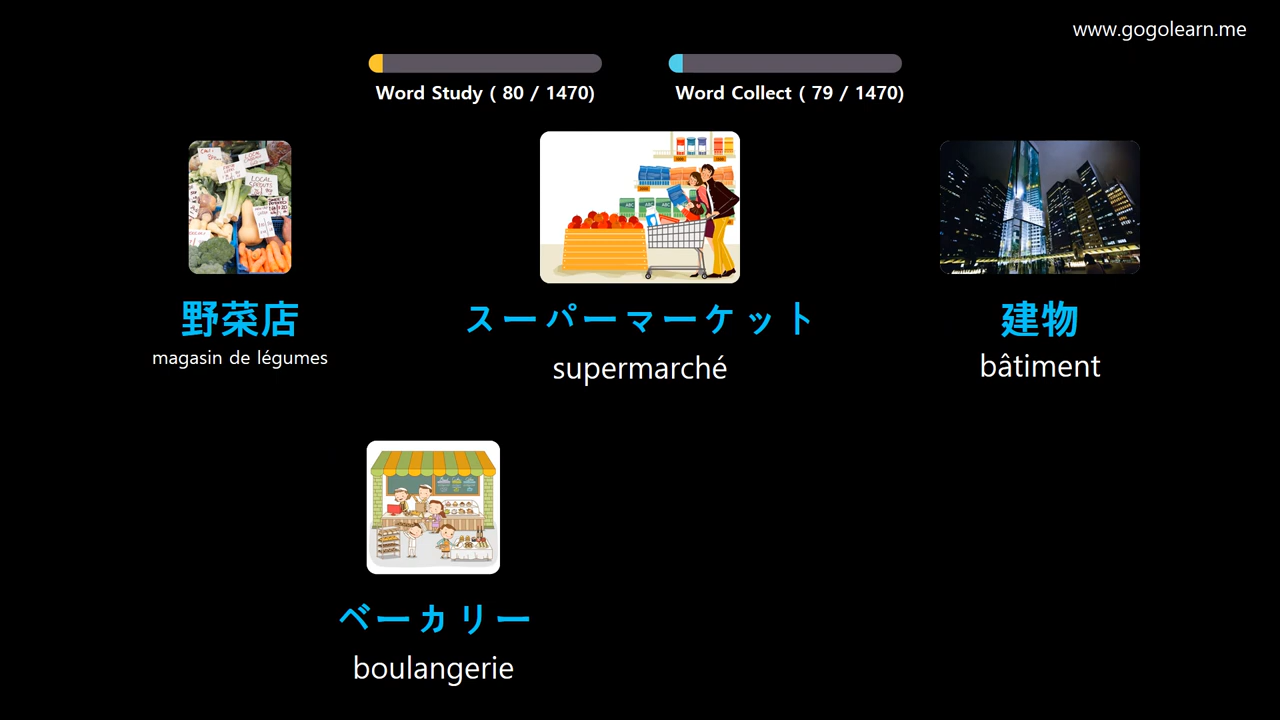 www.gogolearn.me
Word Study ( 80 / 1470)
Word Collect ( 79 / 1470)
野菜店
magasin de légumes
スーパーマーケット
supermarché
建物
bâtiment
ベーカリー
boulangerie